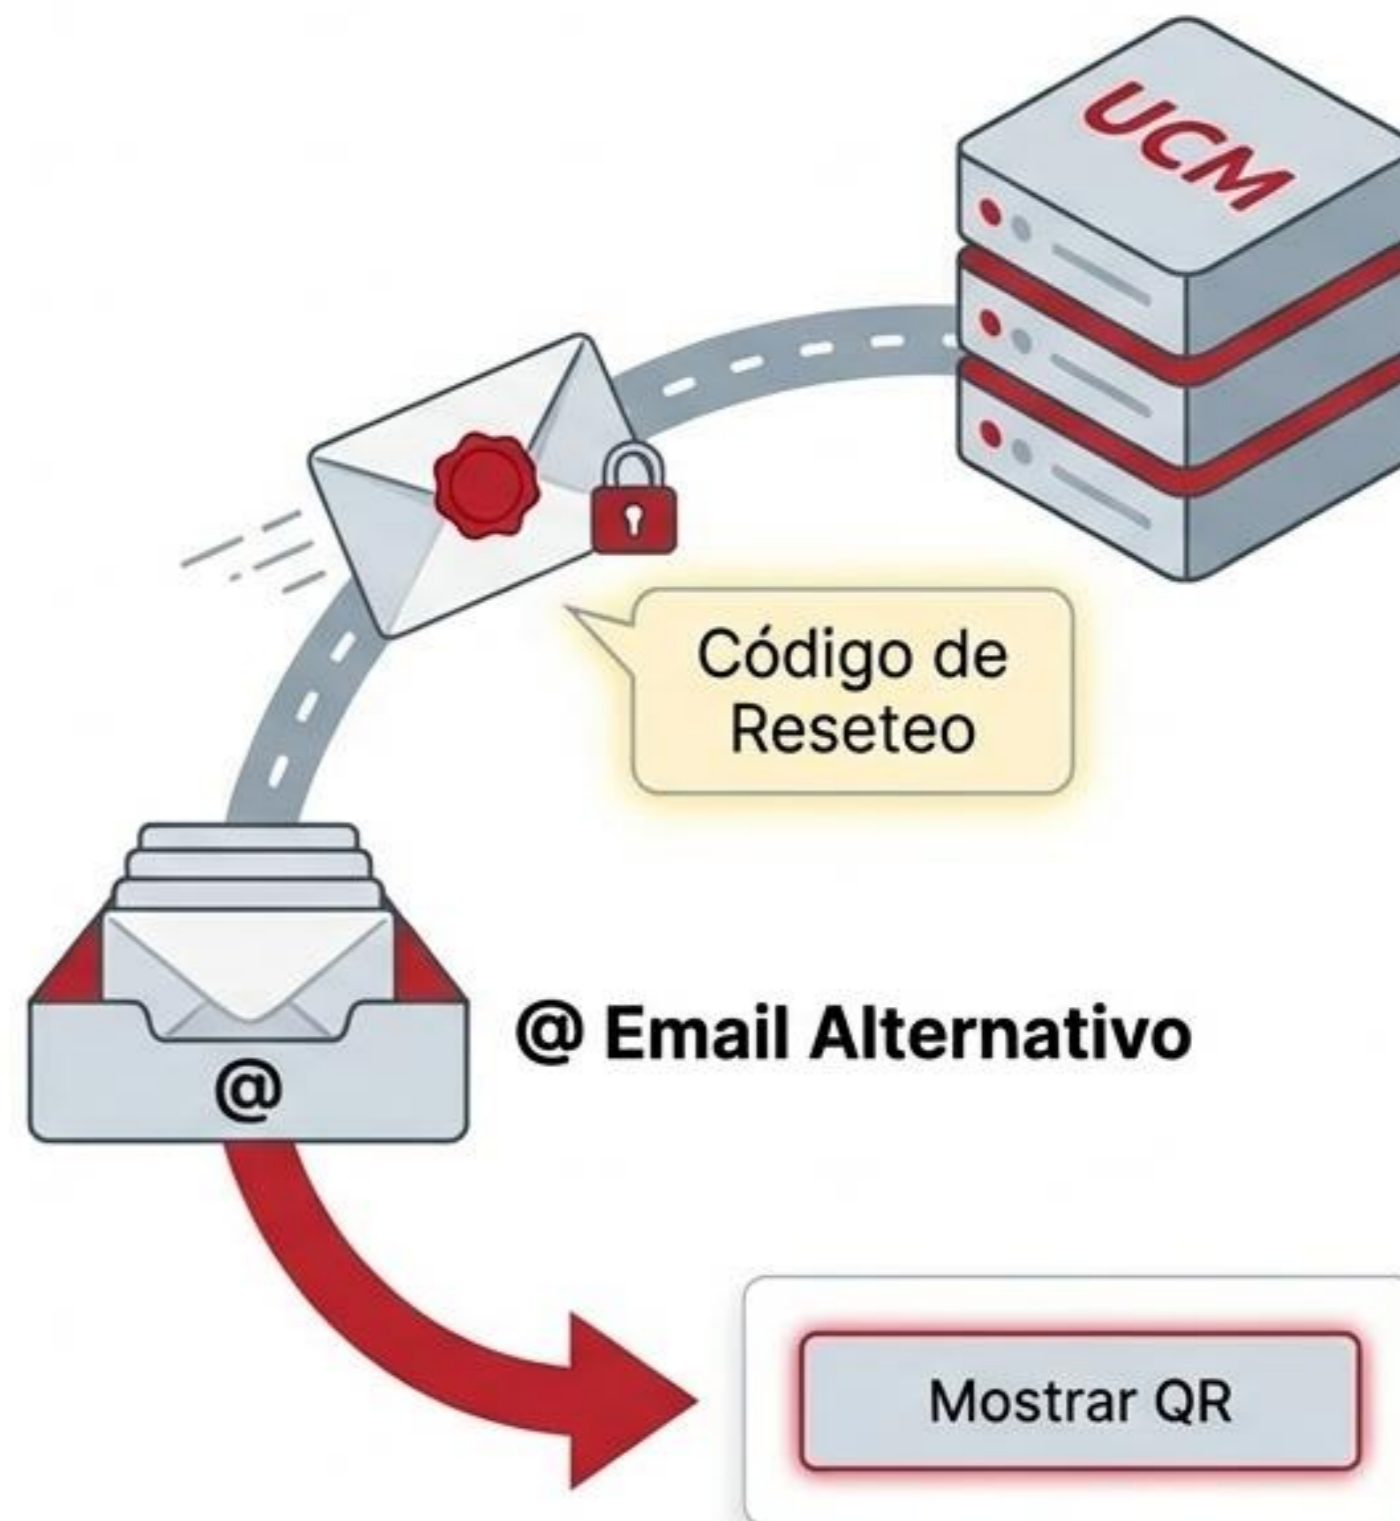 UCM
Código de
Reseteo
@ Email Alternativo
@
Mostrar QR